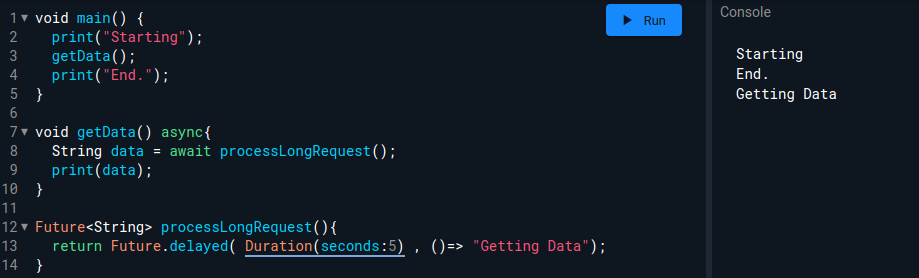 1 void main() {
2   print("Starting");
3   getData();
4   print("End.");
5 }
6
7 void getData() async{
8   String data = await processLongRequest();
9   print(data);
10 }
11
12 Future<String> processLongRequest(){
13   return Future.delayed( Duration(seconds:5) , ()=> "Getting Data");
14 }
Run
Console
Starting
End.
Getting Data